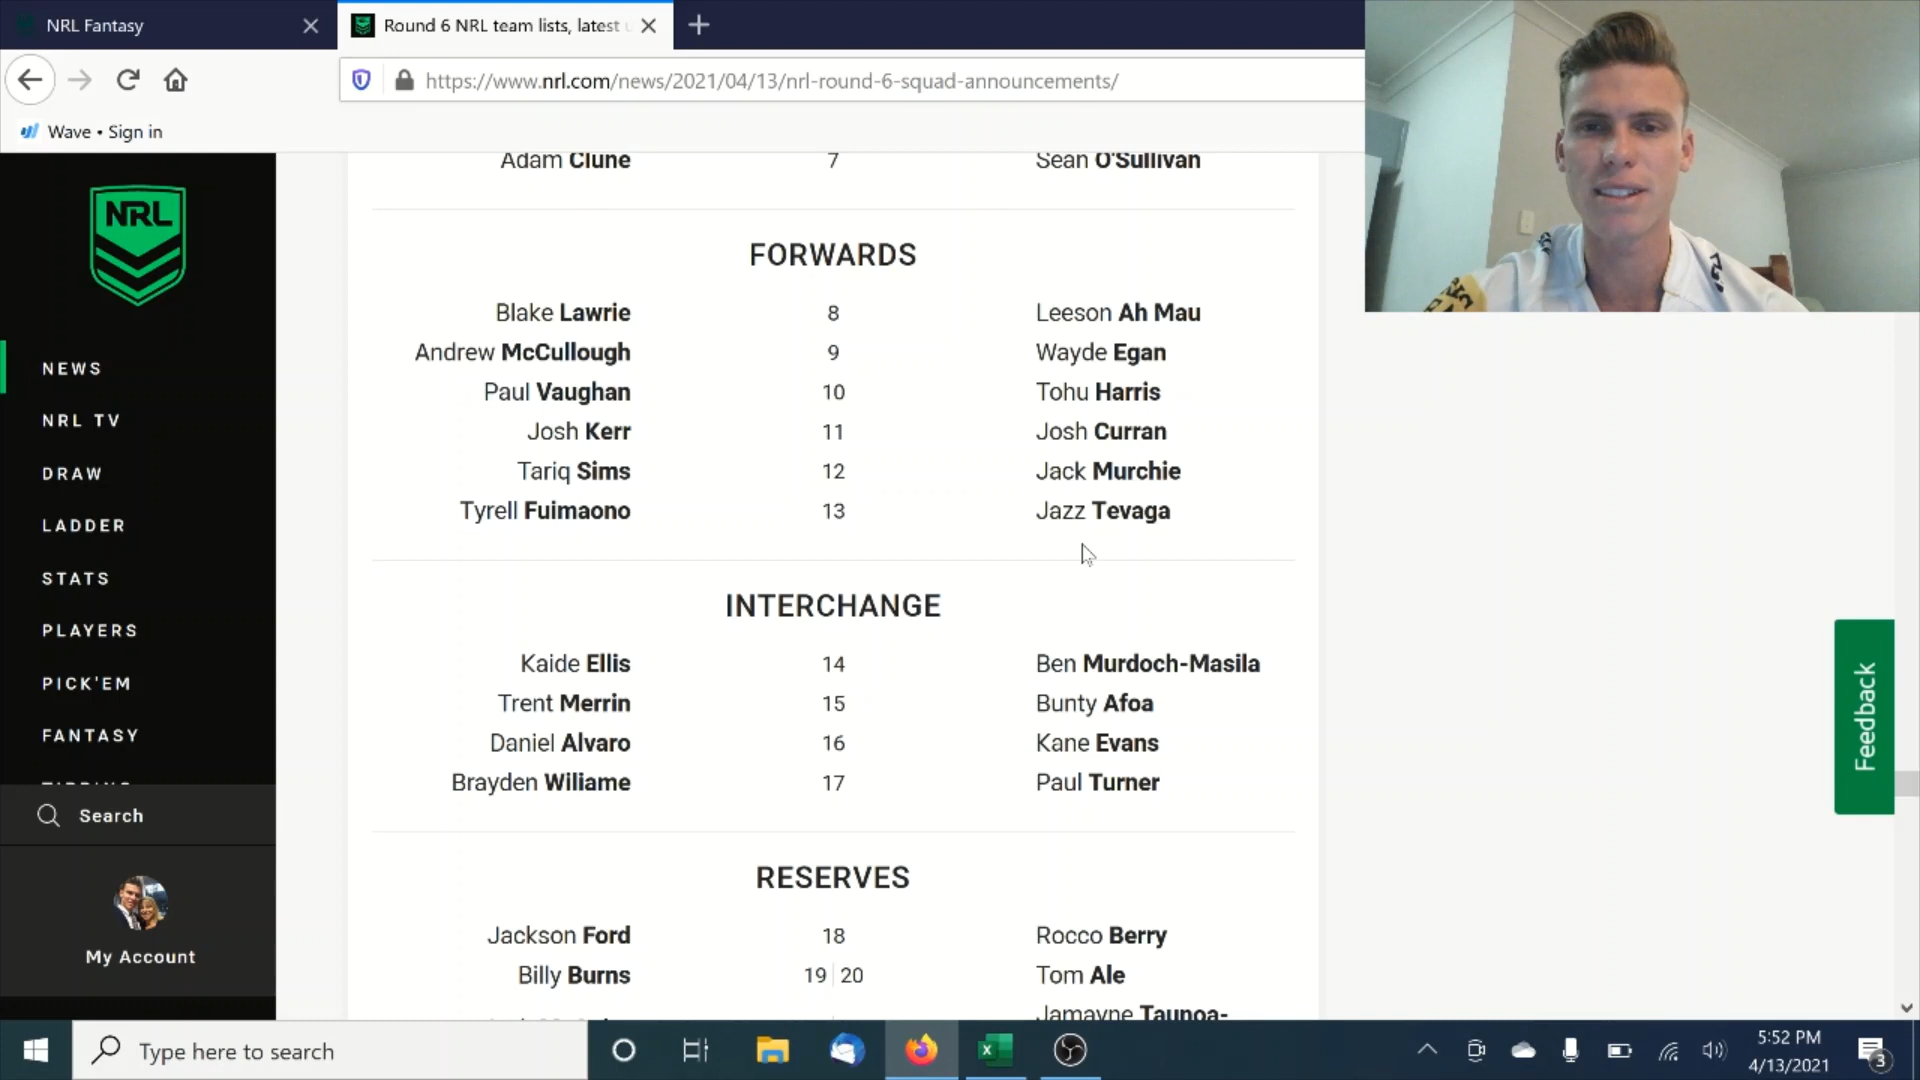 NRL Fantasy
Round 6 NRL team lists, latest
https://www.nrl.com/news/2021/04/13/nrl-round-6-squad-announcements/
Wave • Sign in
NRL
NEWS
NRL TV
DRAW
LADDER
STATS
PLAYERS
PICK'EM
FANTASY
Search
My Account
Adam Clune 7 Sean O'Sullivan
FORWARDS
Blake Lawrie 8 Leeson Ah Mau
Andrew McCullough 9 Wayde Egan
Paul Vaughan 10 Tohu Harris
Josh Kerr 11 Josh Curran
Tariq Sims 12 Jack Murchie
Tyrell Fuimaono 13 Jazz Tevaga
INTERCHANGE
Kaide Ellis 14 Ben Murdoch-Masila
Trent Merrin 15 Bunty Afoa
Daniel Alvaro 16 Kane Evans
Brayden Wiliame 17 Paul Turner
RESERVES
Jackson Ford 18 Rocco Berry
Billy Burns 19 20 Tom Ale
Jamayne Taunoa-
Feedback
Type here to search
5:52 PM
4/13/2021
3